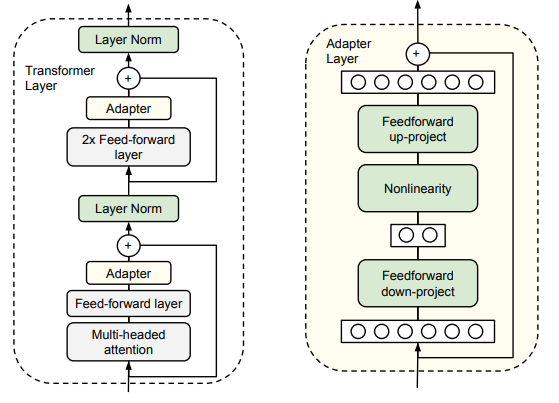 Layer Norm
Transformer
Layer
+
Adapter
2x Feed-forward
layer
Layer Norm
+
Adapter
Feed-forward layer
Multi-headed
attention
Adapter
Layer
+
Feedforward
up-project
Nonlinearity
Feedforward
down-project